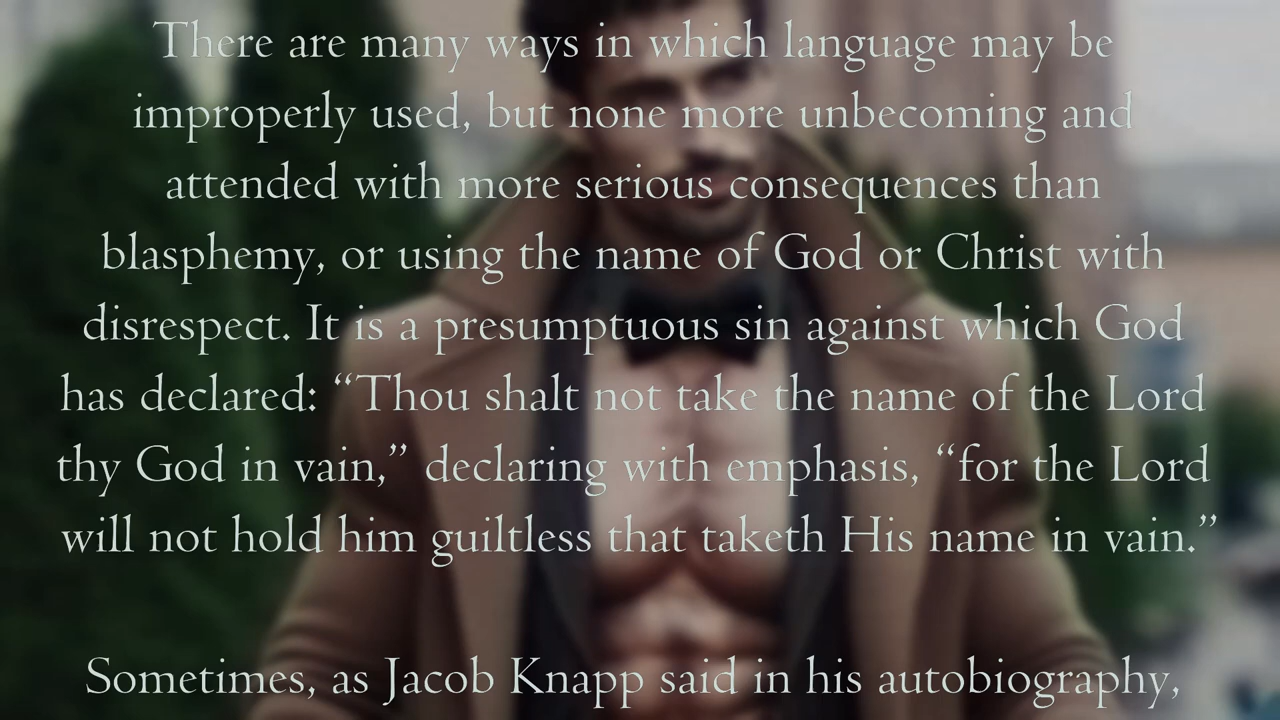 There are many ways in which language may be
improperly used, but none more unbecoming and
attended with more serious consequences than
blasphemy, or using the name of God or Christ with
disrespect. It is a presumptuous sin against which God
has declared: “Thou shalt not take the name of the Lord
thy God in vain,” declaring with emphasis, “for the Lord
will not hold him guiltless that taketh His name in vain.”
Sometimes, as Jacob Knapp said in his autobiography,